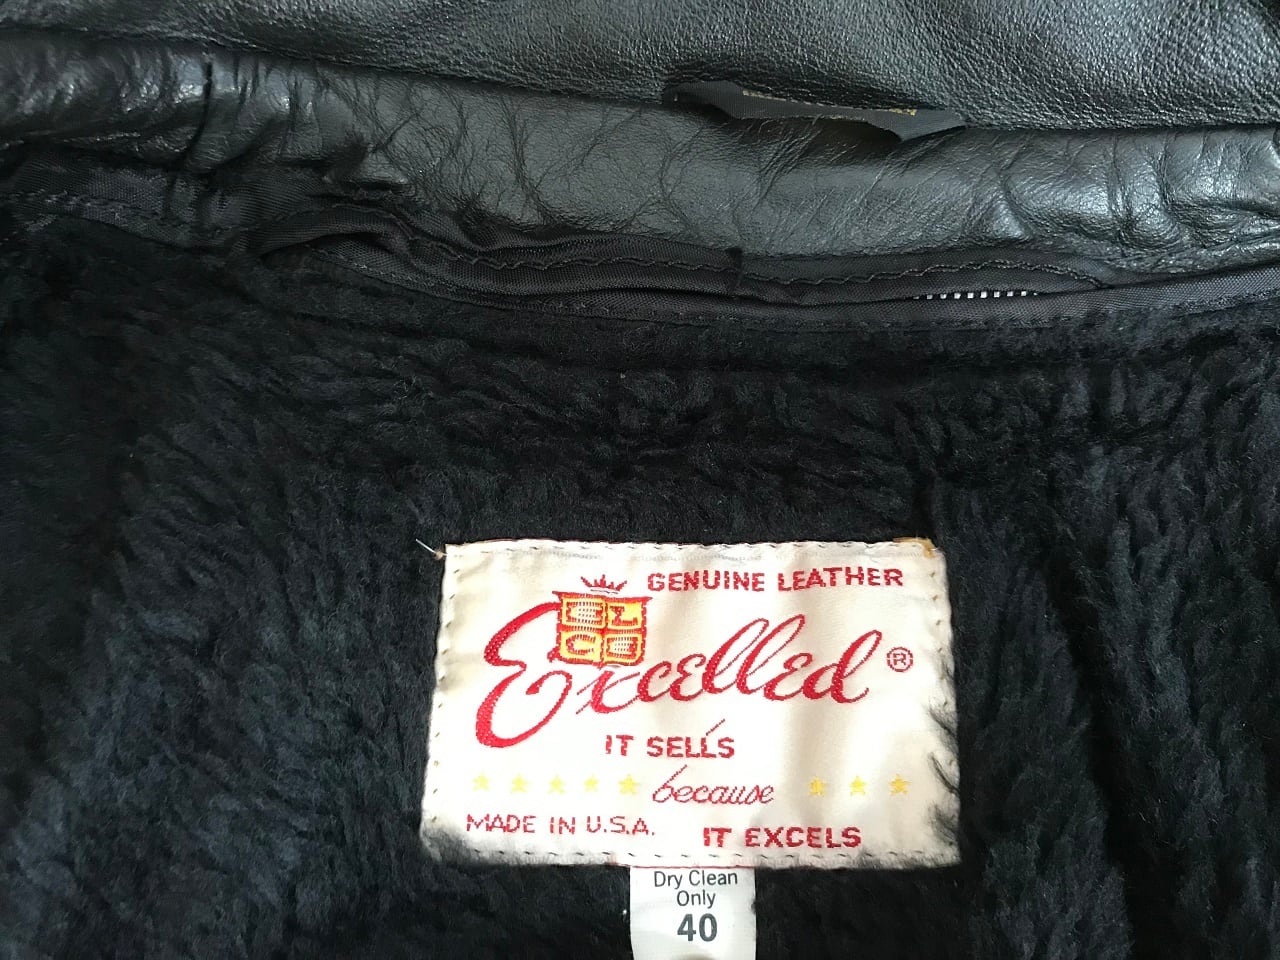 GENUINE LEATHER
Excelled ®
IT SELLS
because
MADE IN U.S.A. IT EXCELS
Dry Clean
Only
40